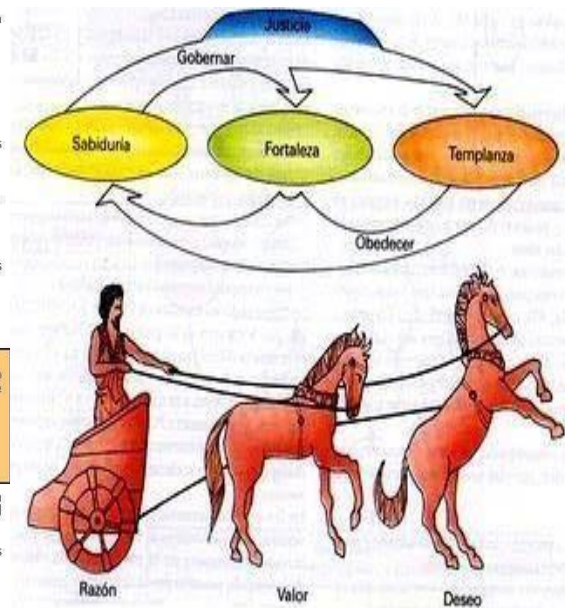 Justicia
Gobernar
Sabiduría
Fortaleza
Templanza
Obedecer
Razón
Valor
Deseo